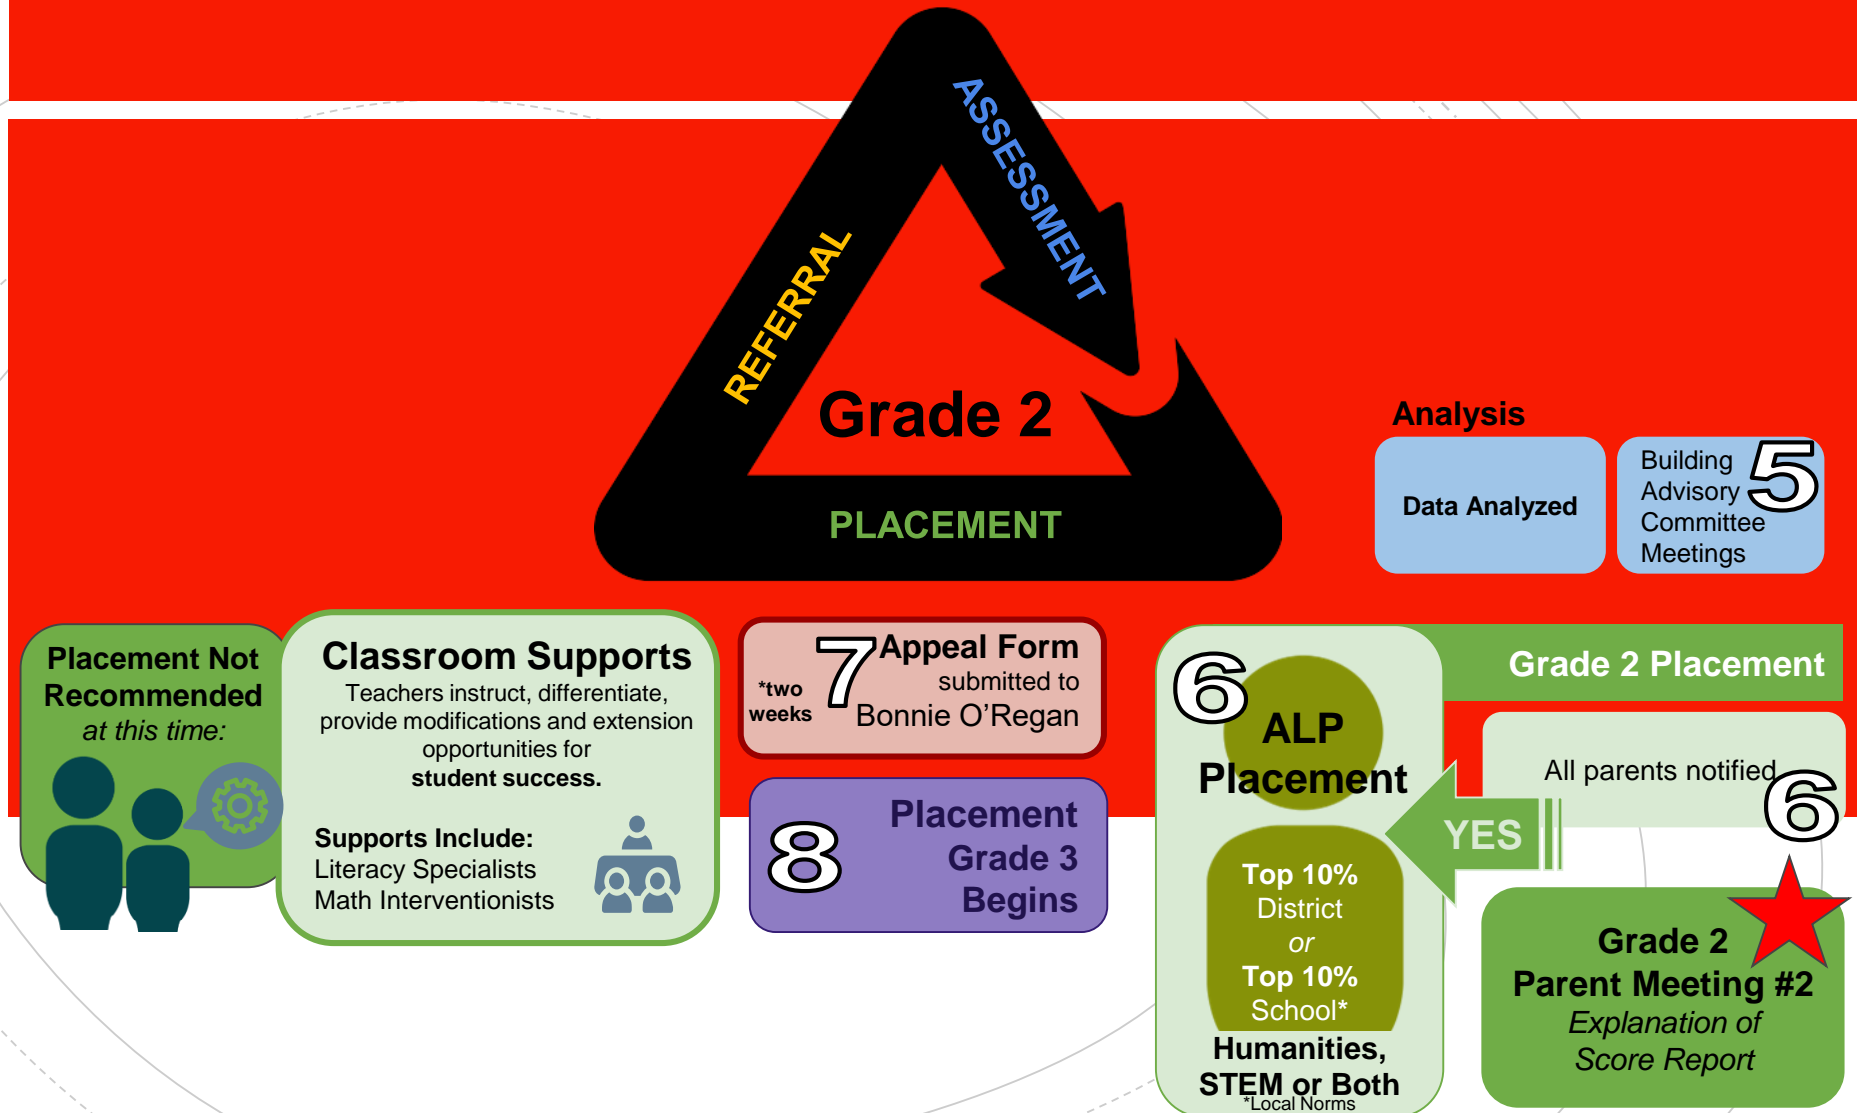 ASSESSMENT
REFERRAL
Grade 2
PLACEMENT
Analysis
Data Analyzed
Building
Advisory
Committee
Meetings
5
Placement Not
Recommended
at this time:
Classroom Supports
Teachers instruct, differentiate,
provide modifications and extension
opportunities for
student success.
Supports Include:
Literacy Specialists
Math Interventionists
*two
weeks
7
Appeal Form
submitted to
Bonnie O'Regan
8
Placement
Grade 3
Begins
6
ALP
Placement
Top 10%
District
or
Top 10%
School*
Humanities,
STEM or Both
*Local Norms
Grade 2 Placement
All parents notified
6
YES
Grade 2
Parent Meeting #2
Explanation of
Score Report